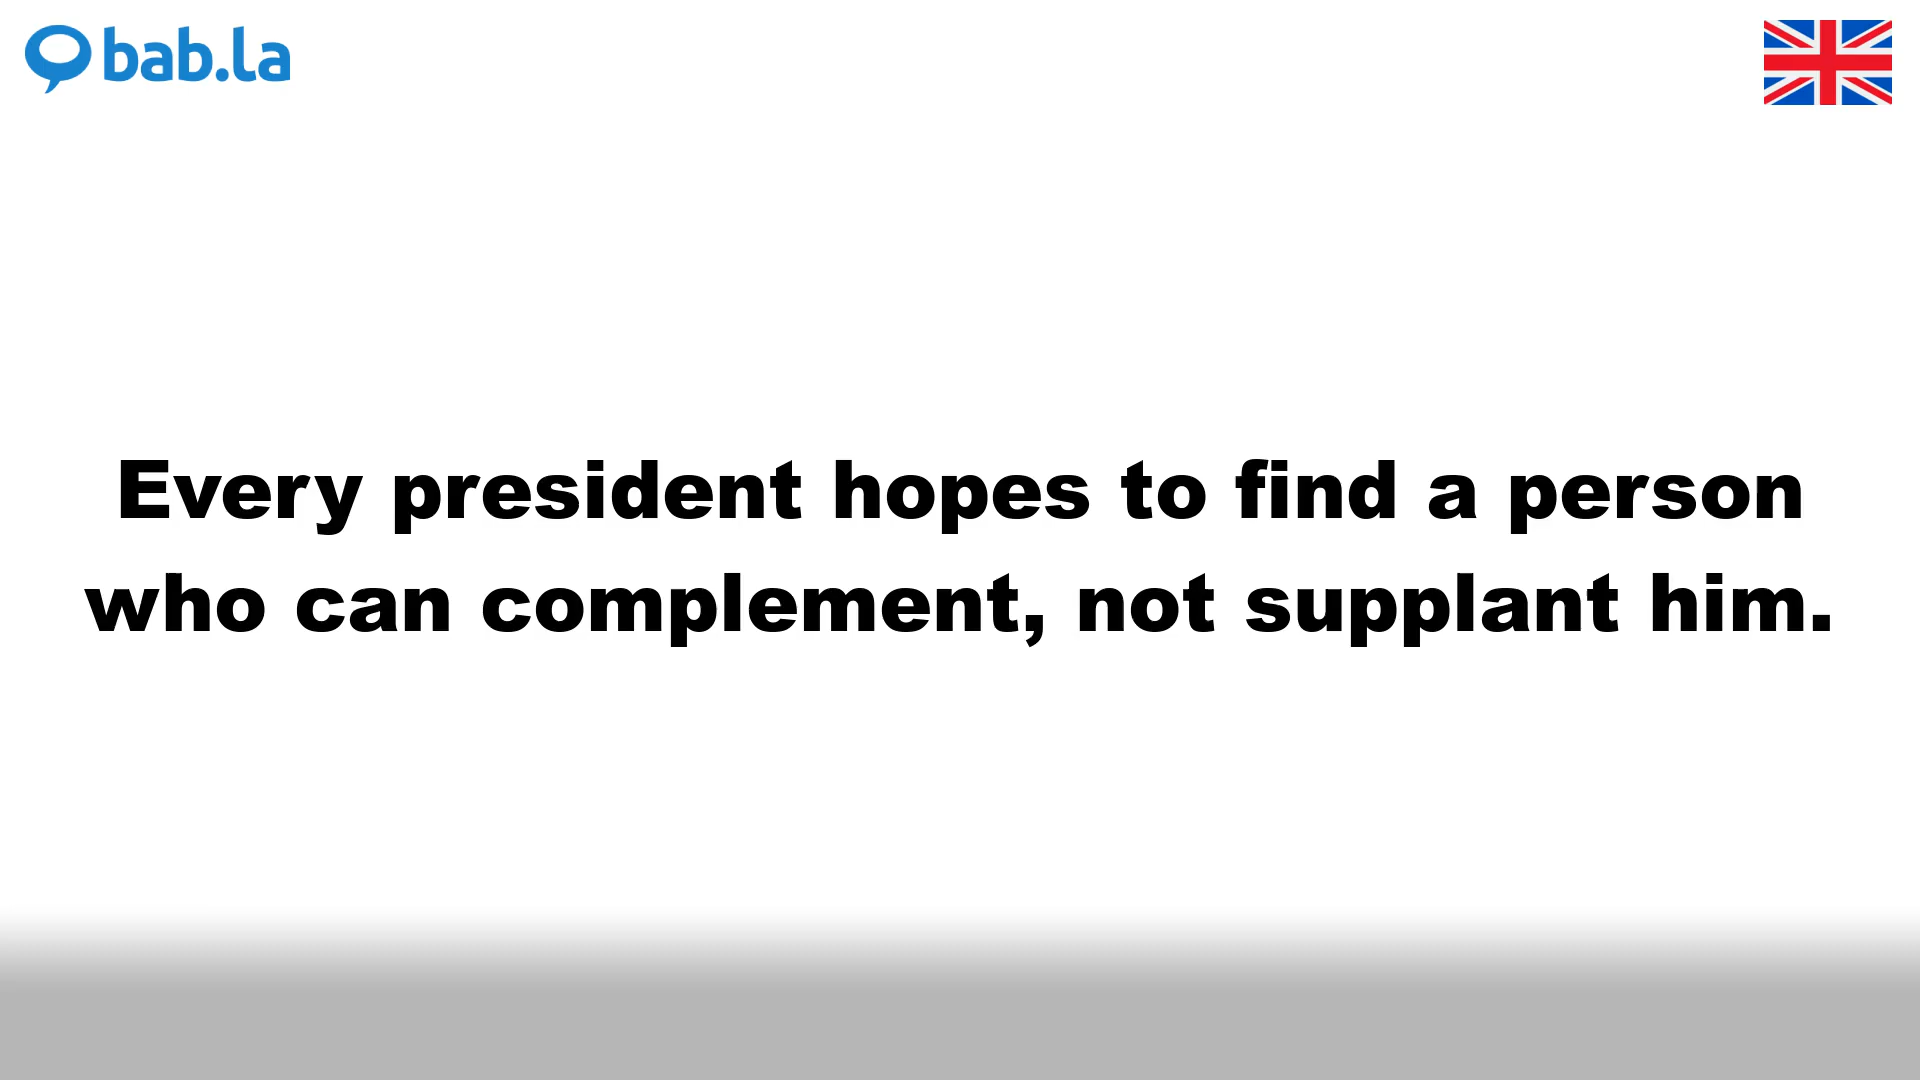 bab.la
Every president hopes to find a person
who can complement, not supplant him.